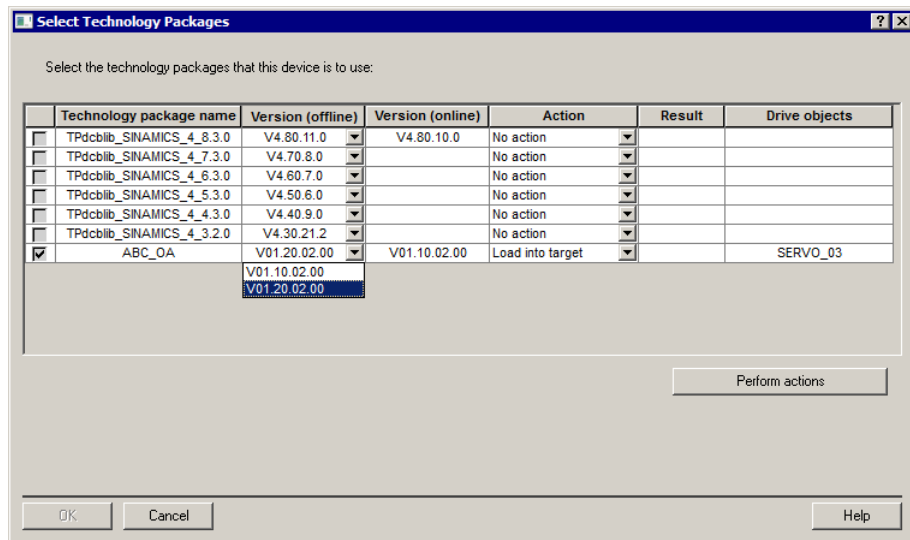 Select Technology Packages
Select the technology packages that this device is to use:
Technology package name Version (offline) Version (online) Action Result Drive objects
TPdcblib_SINAMICS_4_8.3.0 V4.80.11.0 V4.80.10.0 No action
TPdcblib_SINAMICS_4_7.3.0 V4.70.8.0 No action
TPdcblib_SINAMICS_4_6.3.0 V4.60.7.0 No action
TPdcblib_SINAMICS_4_5.3.0 V4.50.6.0 No action
TPdcblib_SINAMICS_4_4.3.0 V4.40.9.0 No action
TPdcblib_SINAMICS_4_3.2.0 V4.30.21.2 No action
ABC_OA V01.20.02.00 V01.10.02.00 Load into target SERVO_03
V01.10.02.00
V01.20.02.00
Perform actions
OK Cancel Help